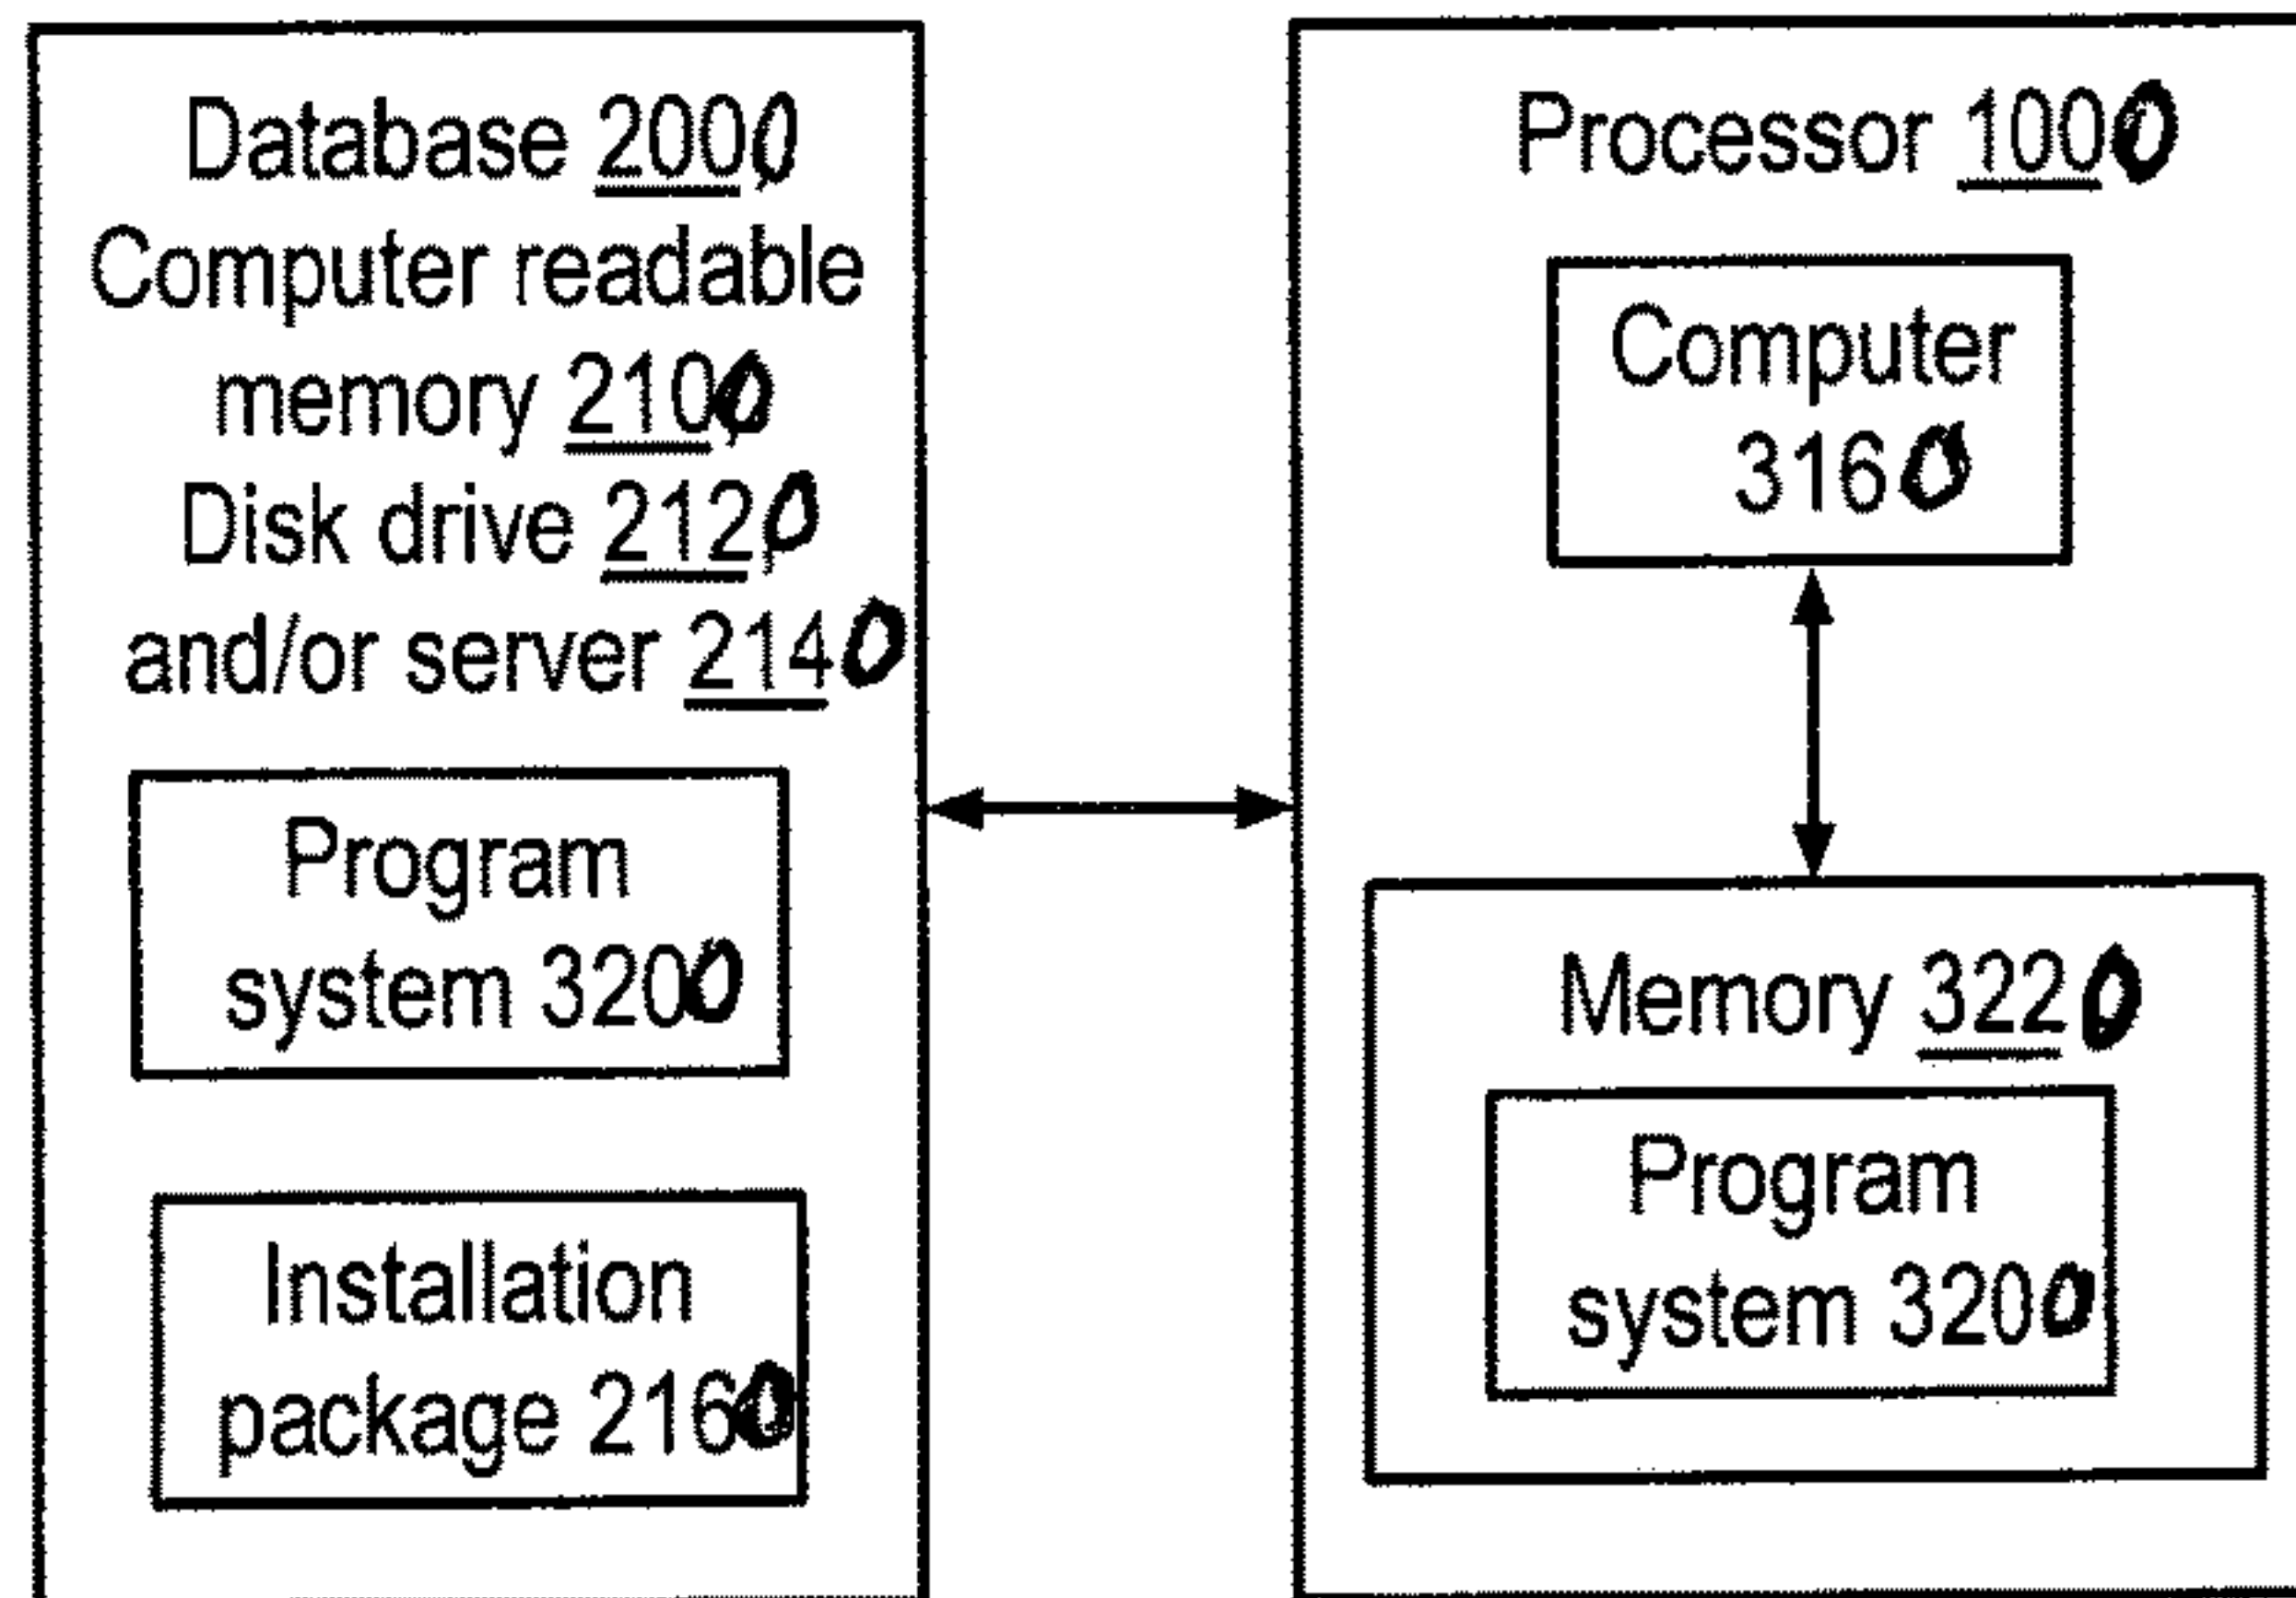 Database 2000
Computer readable
memory 2100
Disk drive 2120
and/or server 2140
Program
system 3200
Installation
package 2160
Processor 1000
Computer
3160
Memory 3220
Program
system 3200